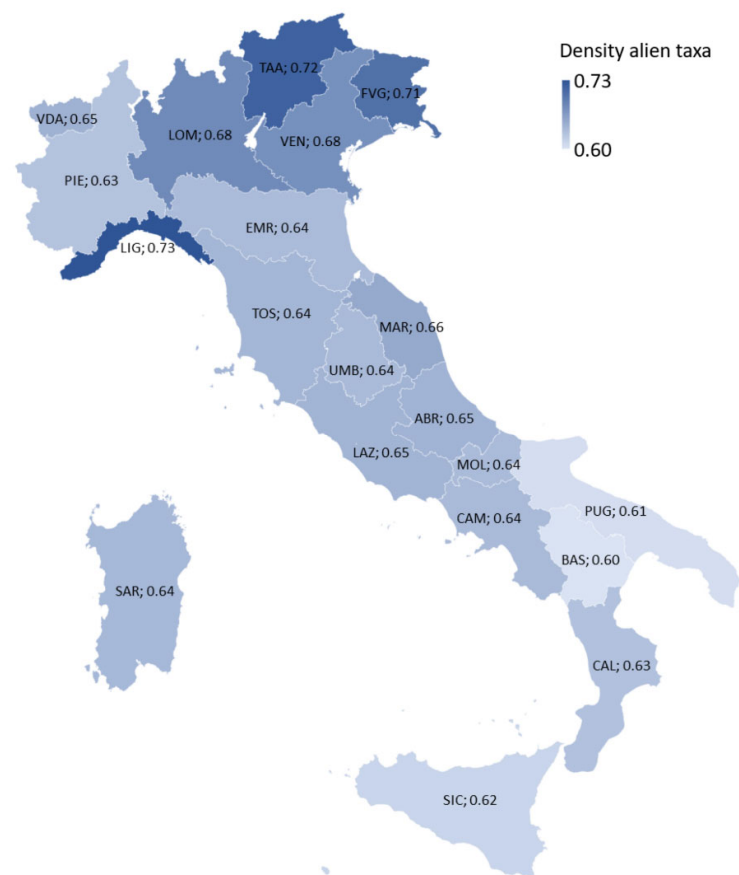 Density alien taxa
0.73
0.60
TAA; 0.72
FVG; 0.71
VDA; 0.65
LOM; 0.68
VEN; 0.68
PIE; 0.63
EMR; 0.64
LIG; 0.73
TOS; 0.64
MAR; 0.66
UMB; 0.64
ABR; 0.65
LAZ; 0.65
MOL; 0.64
CAM; 0.64
PUG; 0.61
BAS; 0.60
SAR; 0.64
CAL; 0.63
SIC; 0.62